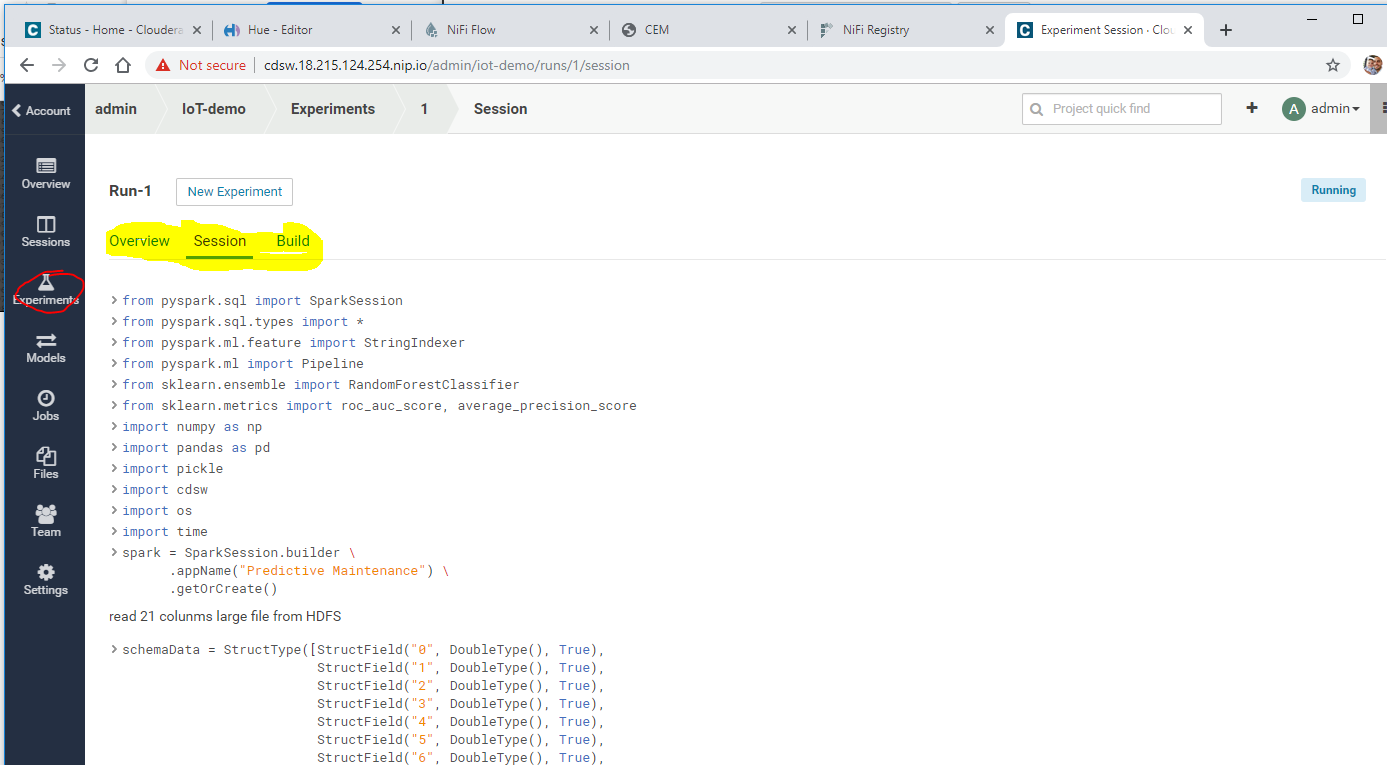 Status - Home - Cloudera
Hue - Editor
NiFi Flow
CEM
NiFi Registry
Experiment Session · Clou
Not secure
cdsw.18.215.124.254.nip.io/admin/iot-demo/runs/1/session
Account
admin
IoT-demo
Experiments
1
Session
Project quick find
+
A
admin
Overview
Sessions
Experiments
Models
Jobs
Files
Team
Settings
Run-1
New Experiment
Running
Overview
Session
Build
> from pyspark.sql import SparkSession
> from pyspark.sql.types import *
> from pyspark.ml.feature import StringIndexer
> from pyspark.ml import Pipeline
> from sklearn.ensemble import RandomForestClassifier
> from sklearn.metrics import roc_auc_score, average_precision_score
> import numpy as np
> import pandas as pd
> import pickle
> import cdsw
> import os
> import time
> spark = SparkSession.builder \
.appName("Predictive Maintenance") \
.getOrCreate()
read 21 colunms large file from HDFS
> schemaData = StructType([StructField("0", DoubleType(), True),
StructField("1", DoubleType(), True),
StructField("2", DoubleType(), True),
StructField("3", DoubleType(), True),
StructField("4", DoubleType(), True),
StructField("5", DoubleType(), True),
StructField("6", DoubleType(), True),